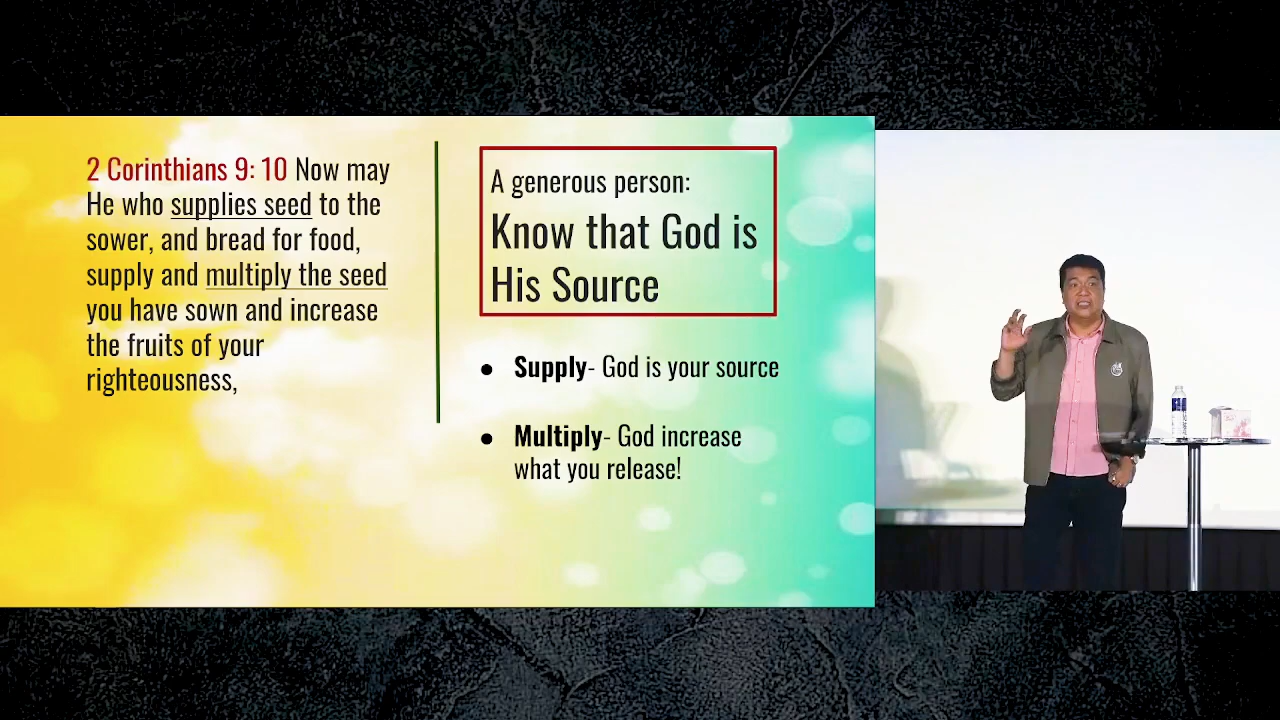 2 Corinthians 9: 10 Now may
He who supplies seed to the
sower, and bread for food,
supply and multiply the seed
you have sown and increase
the fruits of your
righteousness,
A generous person:
Know that God is
His Source
● Supply- God is your source
● Multiply- God increase
what you release!